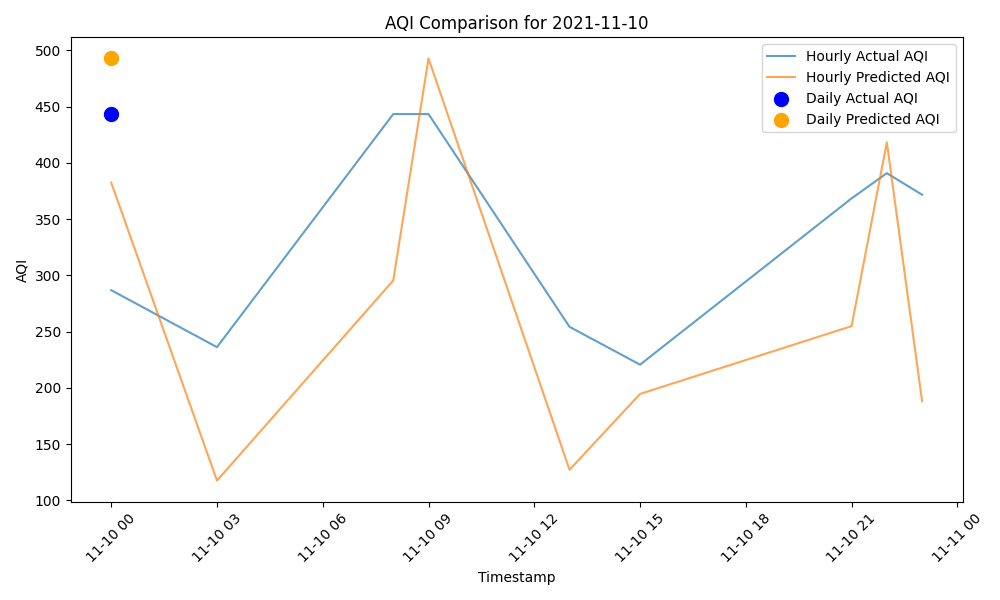 AQI Comparison for 2021-11-10
Hourly Actual AQI
Hourly Predicted AQI
Daily Actual AQI
Daily Predicted AQI
AQI
500
450
400
350
300
250
200
150
100
11-10 00
11-10 03
11-10 06
11-10 09
11-10 12
11-10 15
11-10 18
11-10 21
11-11 00
Timestamp